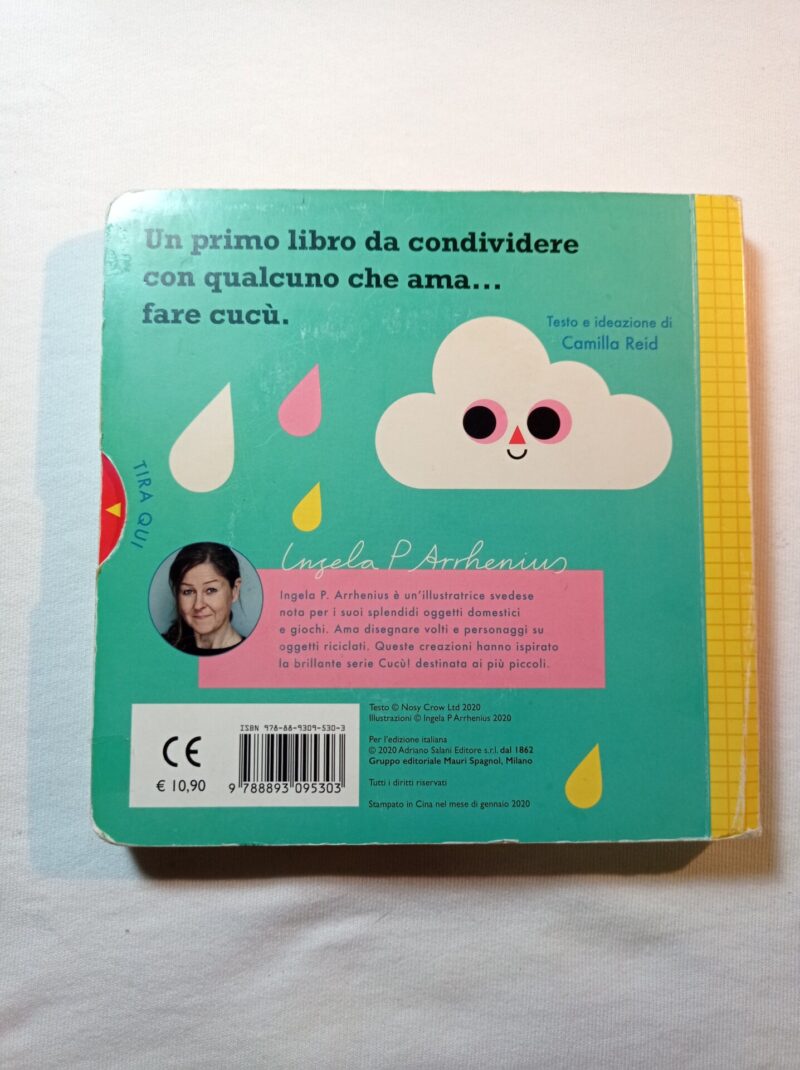 Un primo libro da condividere
con qualcuno che ama...
fare cucù.
Testo e ideazione di
Camilla Reid
TIRA QUI
Ingela P Arrhenius
Ingela P. Arrhenius è un'illustratrice svedese
nota per i suoi splendidi oggetti domestici
e giochi. Ama disegnare volti e personaggi su
oggetti riciclati. Queste creazioni hanno ispirato
la brillante serie Cucù! destinata ai più piccoli.
CE
€ 10,90
ISBN 978-88-9309-530-3
9 788893 095303
Testo © Nosy Crow Ltd 2020
Illustrazioni © Ingela P Arrhenius 2020
Per l'edizione italiana
© 2020 Adriano Salani Editore s.r.l. dal 1862
Gruppo editoriale Mauri Spagnol, Milano
Tutti i diritti riservati
Stampato in Cina nel mese di gennaio 2020